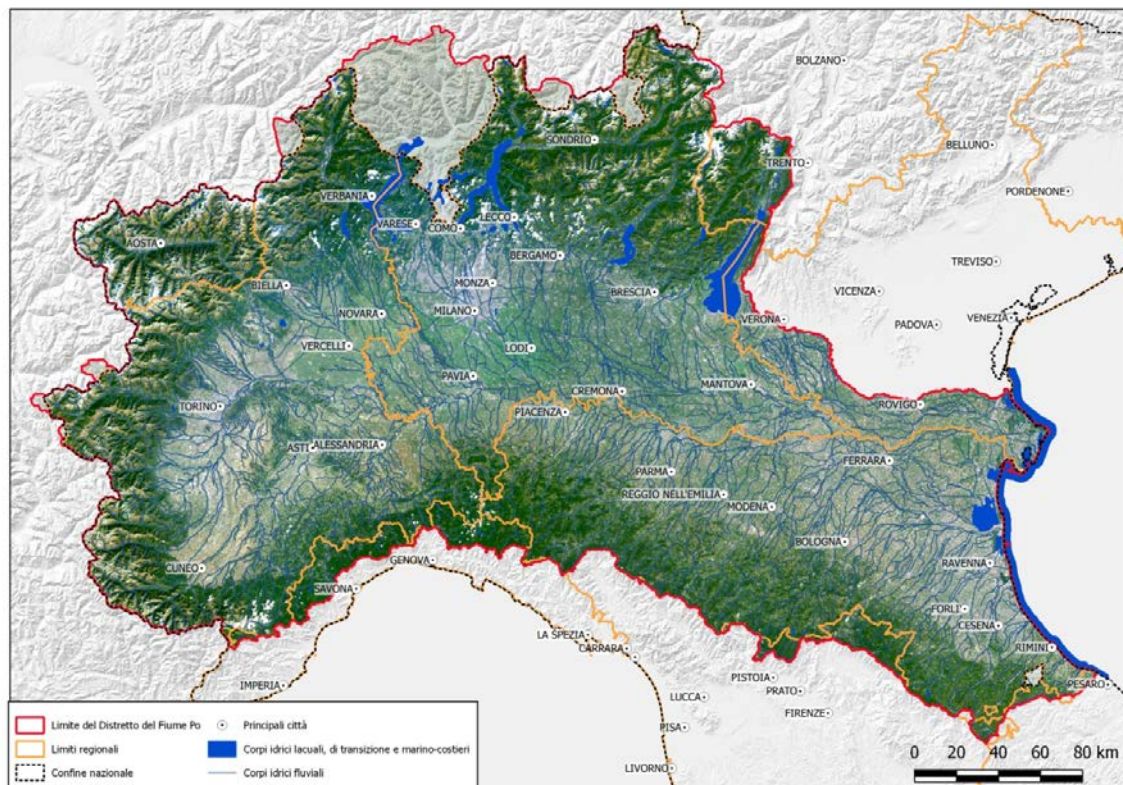 BOLZANO
BELLUNO
SONDRIO
TRENTO
PORDENONE
VERBANIA
VARESE
LECCO
COMO
AOSTA
BERGAMO
TREVISO
BIELLA
MONZA
BRESCIA
VICENZA
NOVARA
MILANO
VERONA
PADOVA
VENEZIA
VERCELLI
LODI
PAVIA
MANTOVA
CREMONA
TORINO
PIACENZA
ROVIGO
ASTI
ALESSANDRIA
FERRARA
PARMA
REGGIO NELL'EMILIA
MODENA
BOLOGNA
CUNEO
GENOVA
RAVENNA
SAVONA
FORLI'
CESENA
LA SPEZIA
CARRARA
RIMINI
IMPERIA
PISTOIA
PESARO
LUCCA
PRATO
FIRENZE
PISA
LIVORNO
Limite del Distretto del Fiume Po
Principali città
Limiti regionali
Corpi idrici lacuali, di transizione e marino-costieri
Confine nazionale
Corpi idrici fluviali
0 20 40 60 80 km